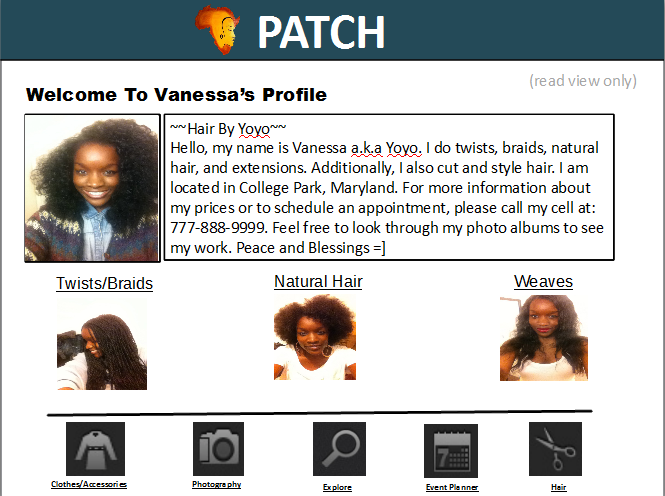 PATCH
(read view only)
Welcome To Vanessa's Profile
~~Hair By Yoyo~~
Hello, my name is Vanessa a.k.a Yoyo. I do twists, braids, natural
hair, and extensions. Additionally, I also cut and style hair. I am
located in College Park, Maryland. For more information about
my prices or to schedule an appointment, please call my cell at:
777-888-9999. Feel free to look through my photo albums to see
my work. Peace and Blessings =]
Twists/Braids
Natural Hair
Weaves
7
Clothes/Accessories
Photography
Explore
Event Planner
Hair